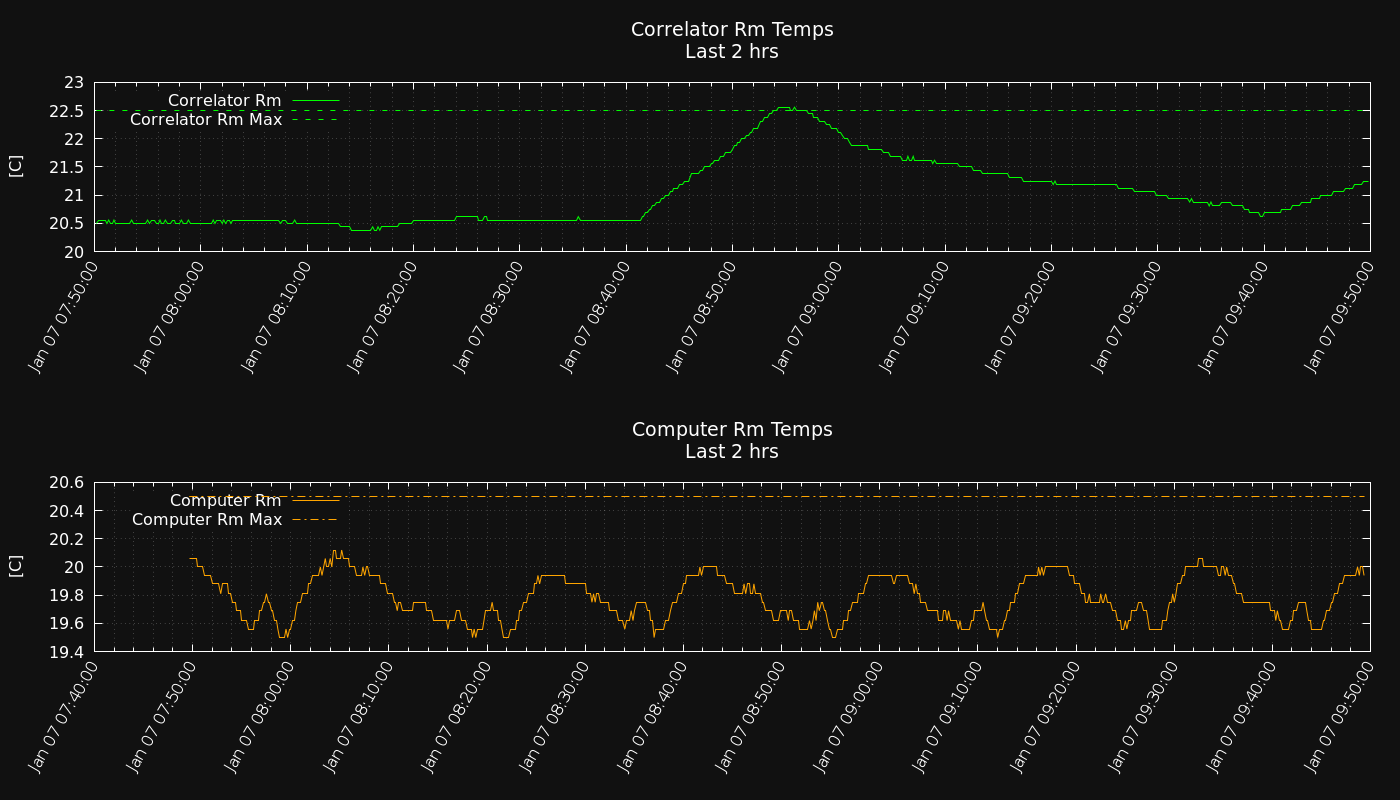 Correlator Rm Temps
Last 2 hrs
23
22.5
22
21.5
21
20.5
20
[C]
Correlator Rm
Correlator Rm Max
Jan 07 07:50:00
Jan 07 08:00:00
Jan 07 08:10:00
Jan 07 08:20:00
Jan 07 08:30:00
Jan 07 08:40:00
Jan 07 08:50:00
Jan 07 09:00:00
Jan 07 09:10:00
Jan 07 09:20:00
Jan 07 09:30:00
Jan 07 09:40:00
Jan 07 09:50:00
Computer Rm Temps
Last 2 hrs
20.6
20.4
20.2
20
19.8
19.6
19.4
[C]
Computer Rm
Computer Rm Max
Jan 07 07:40:00
Jan 07 07:50:00
Jan 07 08:00:00
Jan 07 08:10:00
Jan 07 08:20:00
Jan 07 08:30:00
Jan 07 08:40:00
Jan 07 08:50:00
Jan 07 09:00:00
Jan 07 09:10:00
Jan 07 09:20:00
Jan 07 09:30:00
Jan 07 09:40:00
Jan 07 09:50:00